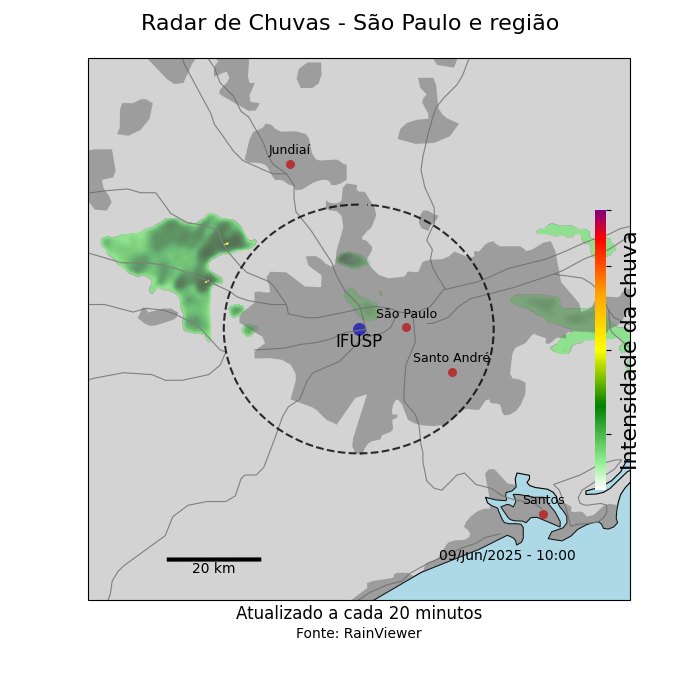 Radar de Chuvas - São Paulo e região
Jundiaí
São Paulo
IFUSP
Santo André
Intensidade da chuva
Santos
09/Jun/2025 - 10:00
20 km
Atualizado a cada 20 minutos
Fonte: RainViewer